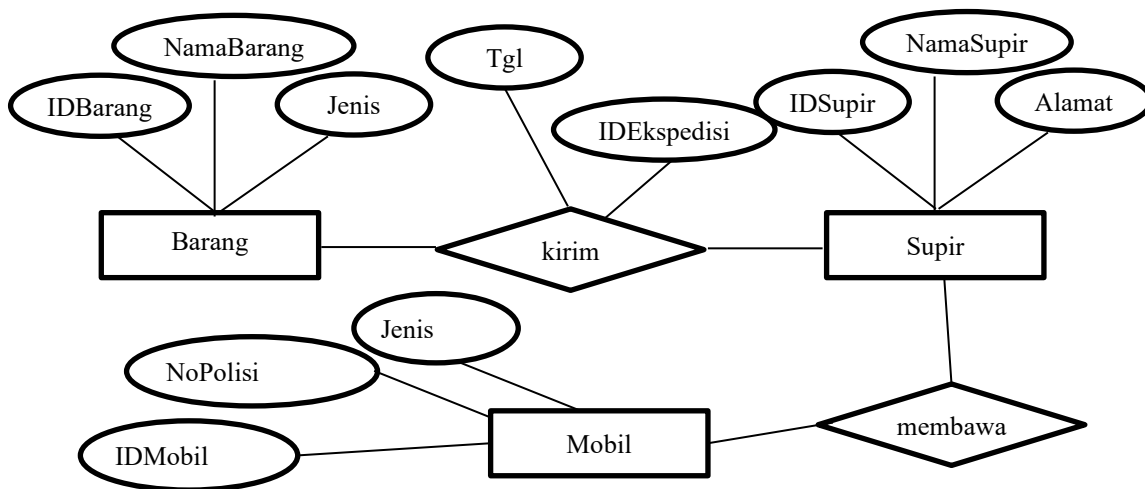 NamaBarang
Tgl
NamaSupir
IDBarang
Jenis
IDEkspedisi
IDSupir
Alamat
Barang
kirim
Supir
Jenis
NoPolisi
IDMobil
Mobil
membawa